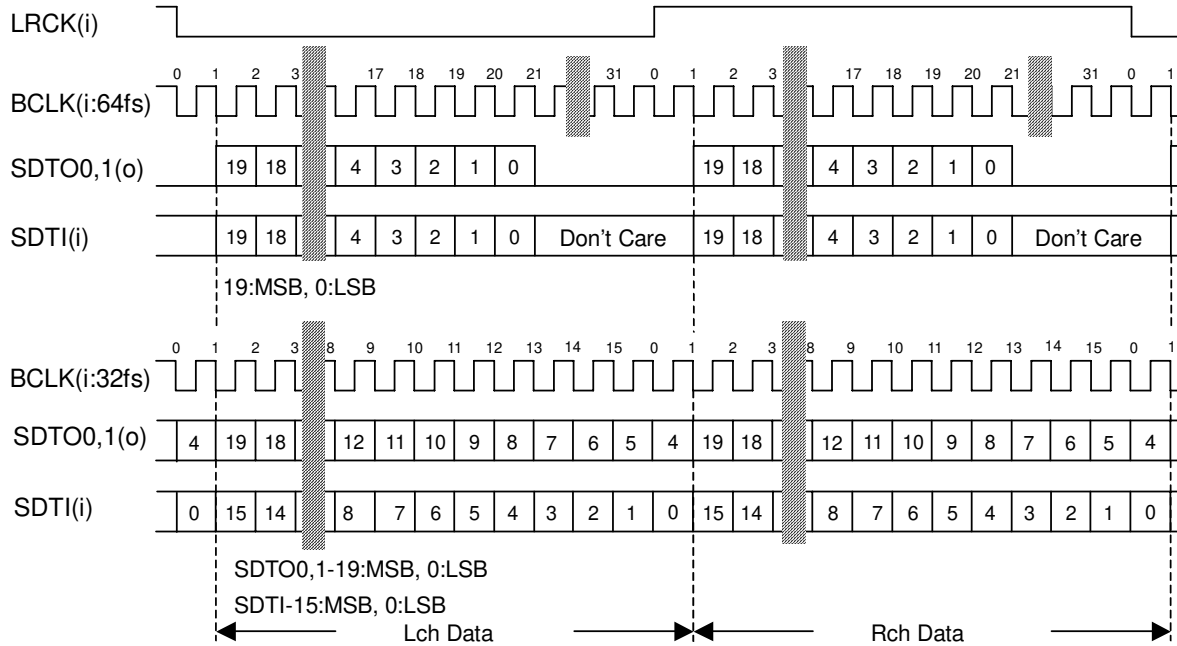 LRCK(i)
0 1 2 3 17 18 19 20 21 31 0 1 2 3 17 18 19 20 21 31 0 1
BCLK(i:64fs)
SDTO0,1(o) 19 18 4 3 2 1 0 19 18 4 3 2 1 0
SDTI(i) 19 18 4 3 2 1 0 Don't Care 19 18 4 3 2 1 0 Don't Care
19:MSB, 0:LSB
0 1 2 3 8 9 10 11 12 13 14 15 0 1 2 3 8 9 10 11 12 13 14 15 0 1
BCLK(i:32fs)
SDTO0,1(o) 4 19 18 12 11 10 9 8 7 6 5 4 19 18 12 11 10 9 8 7 6 5 4
SDTI(i) 0 15 14 8 7 6 5 4 3 2 1 0 15 14 8 7 6 5 4 3 2 1 0
SDTO0,1-19:MSB, 0:LSB
SDTI-15:MSB, 0:LSB
Lch Data Rch Data